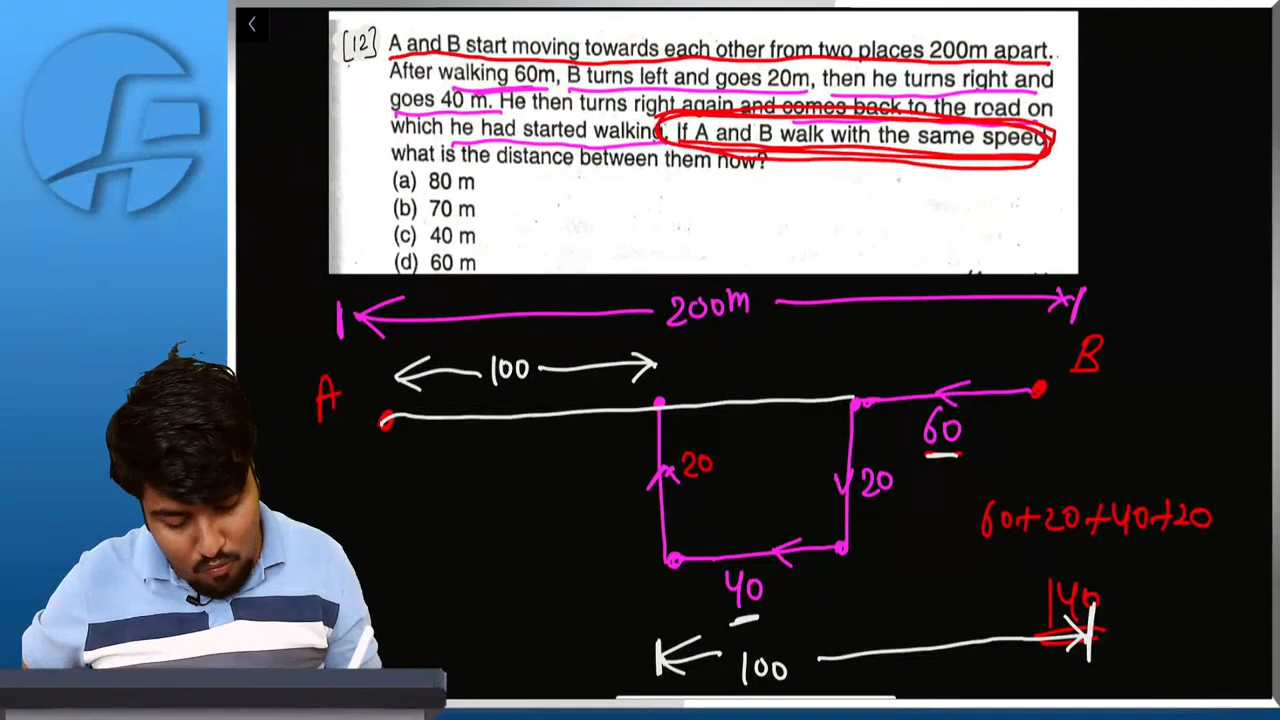 [12] A and B start moving towards each other from two places 200m apart.
After walking 60m, B turns left and goes 20m, then he turns right and
goes 40 m. He then turns right again and comes back to the road on
which he had started walking. If A and B walk with the same speed,
what is the distance between them now?
(a) 80 m
(b) 70 m
(c) 40 m
(d) 60 m
200m
100
A
B
60
20
20
60+20+40+20
40
140
100